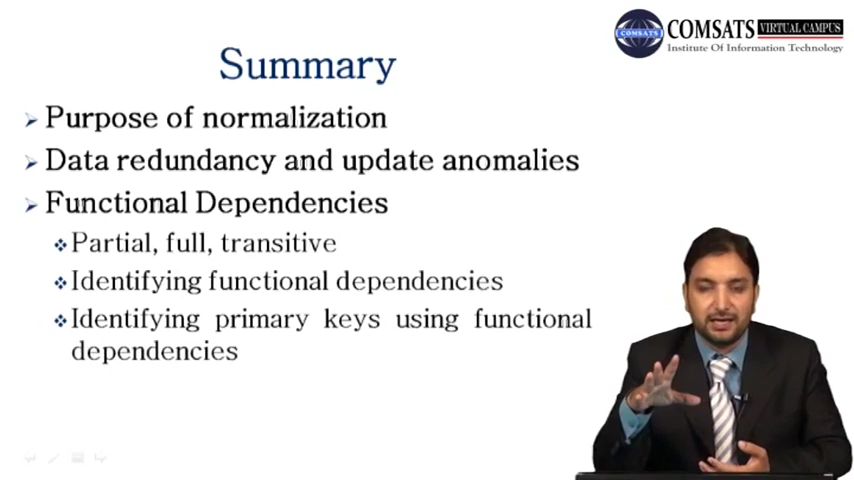 COMSATS VIRTUAL CAMPUS
Institute Of Information Technology
COMSATS
Summary
Purpose of normalization
Data redundancy and update anomalies
Functional Dependencies
Partial, full, transitive
Identifying functional dependencies
Identifying primary keys using functional
dependencies